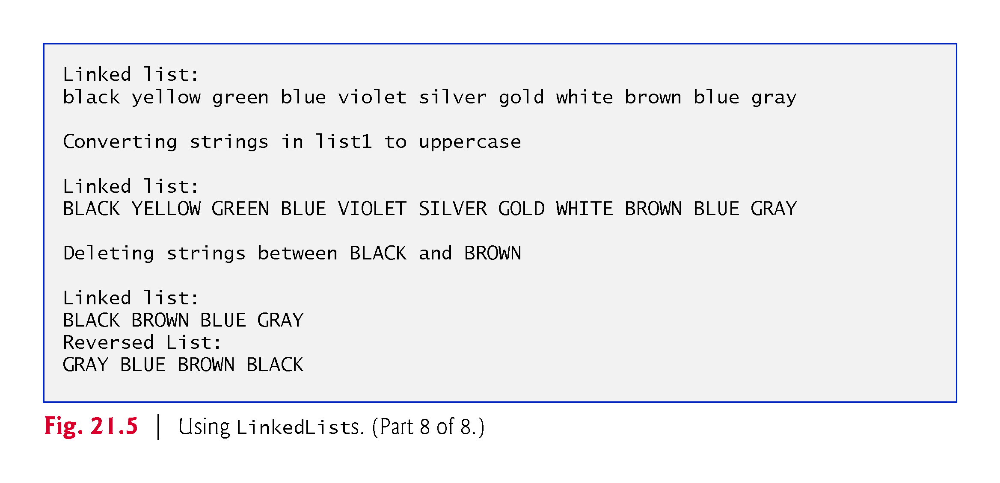 Linked list:
black yellow green blue violet silver gold white brown blue gray
Converting strings in list1 to uppercase
Linked list:
BLACK YELLOW GREEN BLUE VIOLET SILVER GOLD WHITE BROWN BLUE GRAY
Deleting strings between BLACK and BROWN
Linked list:
BLACK BROWN BLUE GRAY
Reversed List:
GRAY BLUE BROWN BLACK
Fig. 21.5 | Using LinkedLists. (Part 8 of 8.)